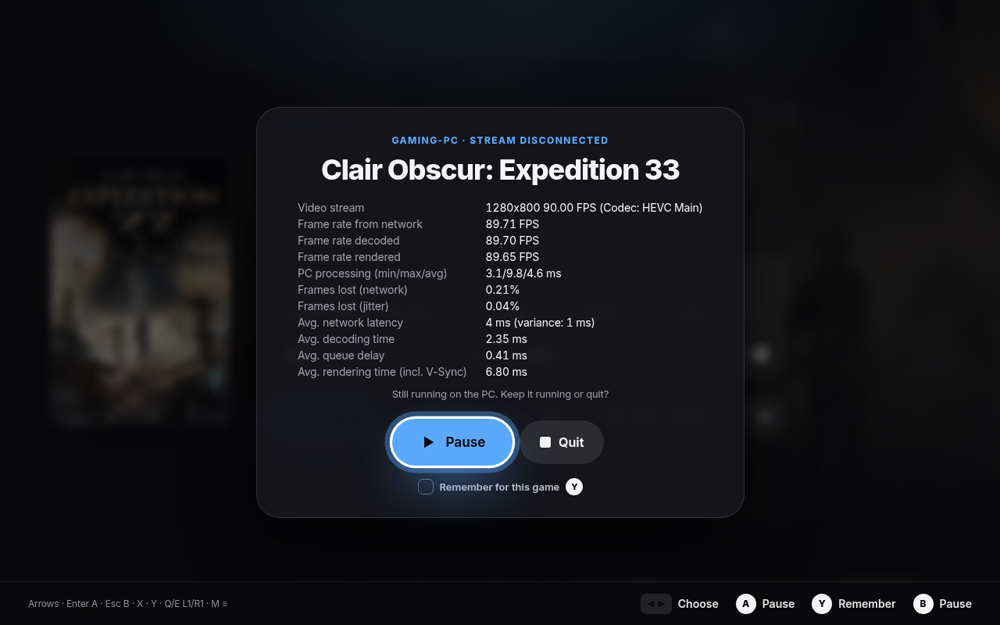 GAMING-PC · STREAM DISCONNECTED
Clair Obscur: Expedition 33
Video stream 1280x800 90.00 FPS (Codec: HEVC Main)
Frame rate from network 89.71 FPS
Frame rate decoded 89.70 FPS
Frame rate rendered 89.65 FPS
PC processing (min/max/avg) 3.1/9.8/4.6 ms
Frames lost (network) 0.21%
Frames lost (jitter) 0.04%
Avg. network latency 4 ms (variance: 1 ms)
Avg. decoding time 2.35 ms
Avg. queue delay 0.41 ms
Avg. rendering time (incl. V-Sync) 6.80 ms
Still running on the PC. Keep it running or quit?
Pause Quit
Remember for this game Y
Arrows · Enter A · Esc B · X · Y · Q/E L1/R1 · M ≡ Choose A Pause Y Remember B Pause